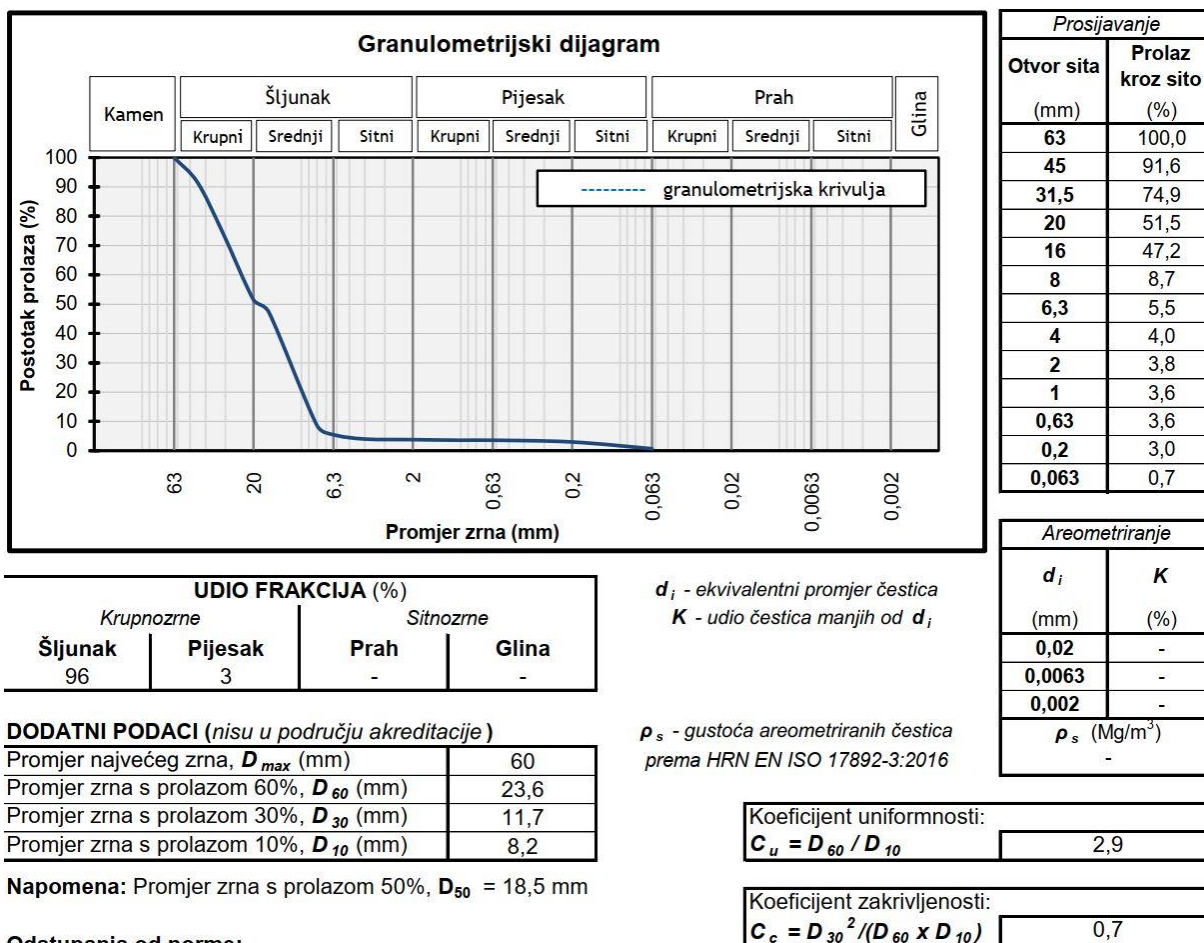 Granulometrijski dijagram
Kamen
Šljunak
Pijesak
Prah
Glina
Krupni Srednji Sitni Krupni Srednji Sitni Krupni Srednji Sitni
granulometrijska krivulja
Postotak prolaza (%)
100
90
80
70
60
50
40
30
20
10
0
63 20 6,3 2 0,63 0,2 0,063 0,02 0,0063 0,002
Promjer zrna (mm)
Prosijavanje
Otvor sita Prolaz
kroz sito
(mm) (%)
63 100,0
45 91,6
31,5 74,9
20 51,5
16 47,2
8 8,7
6,3 5,5
4 4,0
2 3,8
1 3,6
0,63 3,6
0,2 3,0
0,063 0,7
Areometriranje
d i K
(mm) (%)
0,02 -
0,0063 -
0,002 -
ρ s (Mg/m³)
-
UDIO FRAKCIJA (%)
Krupnozrne Sitnozrne
Šljunak Pijesak Prah Glina
96 3 - -
d i - ekvivalentni promjer čestica
K - udio čestica manjih od d i
DODATNI PODACI (nisu u području akreditacije)
Promjer najvećeg zrna, D max (mm) 60
Promjer zrna s prolazom 60%, D 60 (mm) 23,6
Promjer zrna s prolazom 30%, D 30 (mm) 11,7
Promjer zrna s prolazom 10%, D 10 (mm) 8,2
ρ s - gustoća areometriranih čestica
prema HRN EN ISO 17892-3:2016
Napomena: Promjer zrna s prolazom 50%, D50 = 18,5 mm
Koeficijent uniformnosti:
C u = D 60 / D 10 2,9
Koeficijent zakrivljenosti:
C c = D 30 ² /(D 60 x D 10) 0,7
Odstupanja od norme: